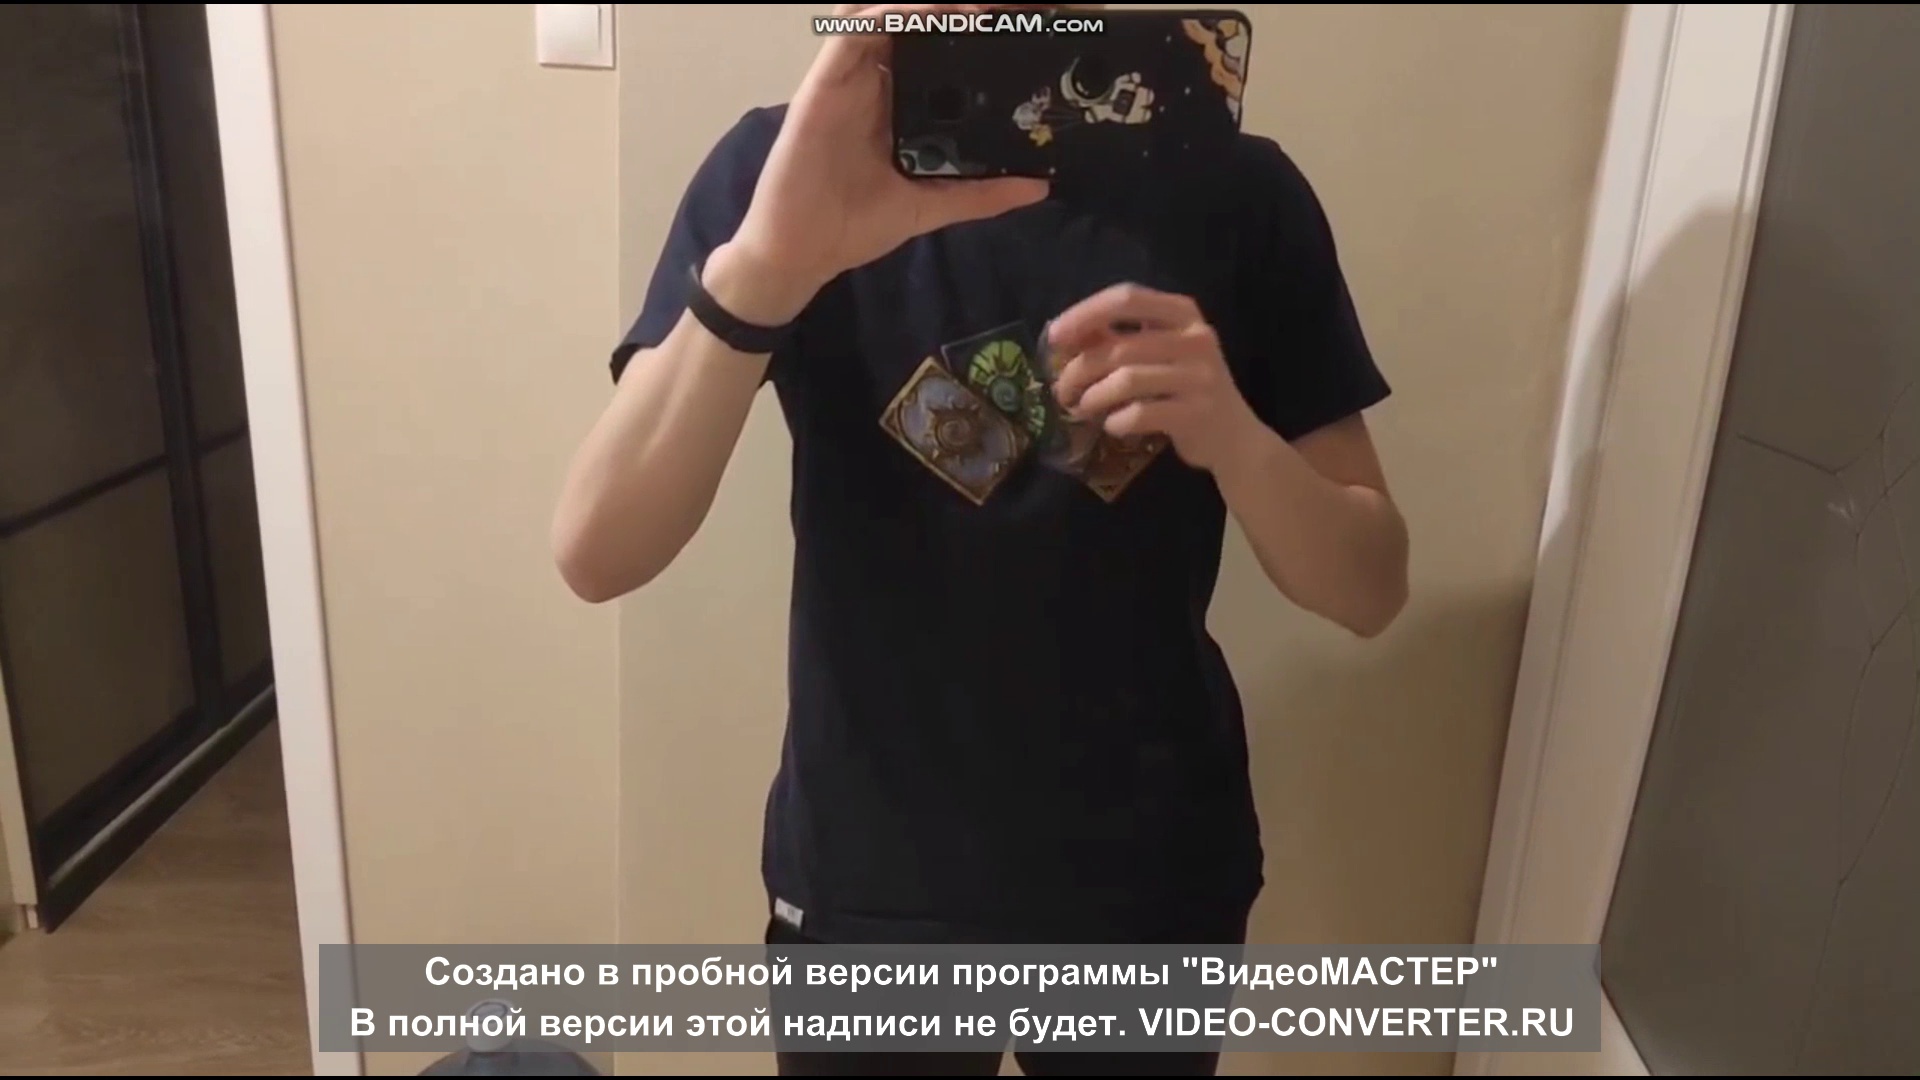 www.BANDICAM.com
Создано в пробной версии программы "ВидеоМАСТЕР"
В полной версии этой надписи не будет. VIDEO-CONVERTER.RU